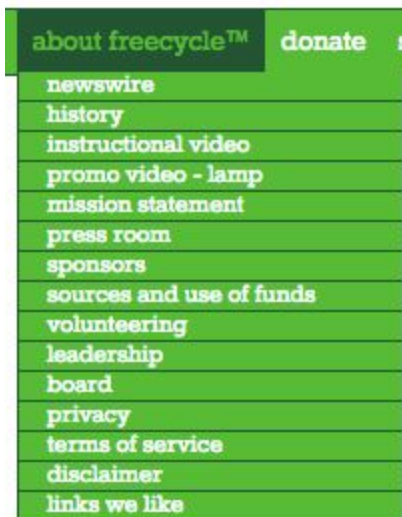 about freecycle™ donate
newswire
history
instructional video
promo video - lamp
mission statement
press room
sponsors
sources and use of funds
volunteering
leadership
board
privacy
terms of service
disclaimer
links we like